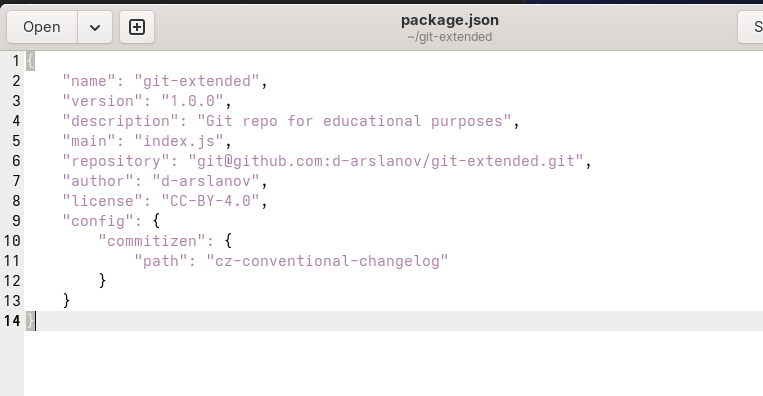 Open
package.json
~/git-extended
S
1 {
2     "name": "git-extended",
3     "version": "1.0.0",
4     "description": "Git repo for educational purposes",
5     "main": "index.js",
6     "repository": "git@github.com:d-arslanov/git-extended.git",
7     "author": "d-arslanov",
8     "license": "CC-BY-4.0",
9     "config": {
10         "commitizen": {
11             "path": "cz-conventional-changelog"
12         }
13     }
14 }